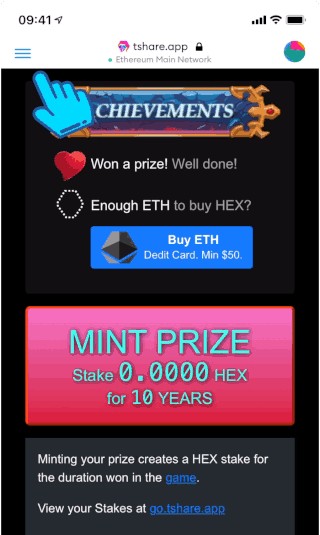 09:41
tshare.app
Ethereum Main Network
CHIEVEMENTS
Won a prize! Well done!
Enough ETH to buy HEX?
Buy ETH
Dedit Card. Min $50.
MINT PRIZE
Stake 0.0000 HEX
for 10 YEARS
Minting your prize creates a HEX stake for
the duration won in the game.
View your Stakes at go.tshare.app